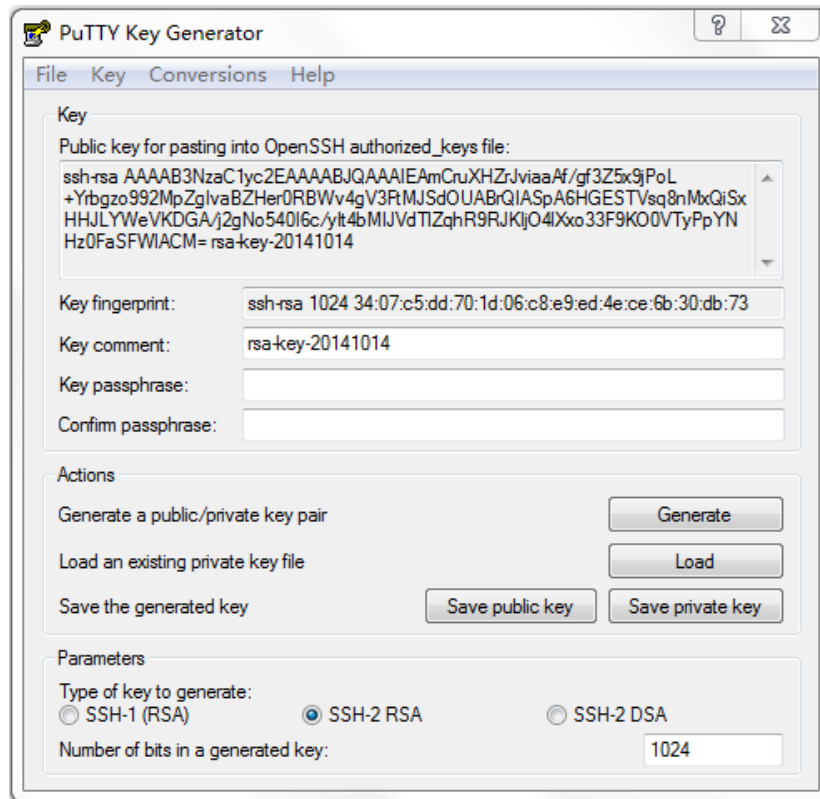 PuTTY Key Generator
File Key Conversions Help
Key
Public key for pasting into OpenSSH authorized_keys file:
ssh-rsa AAAAB3NzaC1yc2EAAAABJQAAAIEAmCruXHZrJviaaAf/gf3Z5x9jPoL
+Yrbgzo992MpZgIvaBZHer0RBWv4gV3FtMJSdOUABrQIASpA6HGESTVsq8nMxQiSx
HHJLYWeVKDGA/j2gNo540I6c/yIt4bMIJVdTIZqhR9RJKIjO4IXxo33F9KO0VTyPpYN
Hz0FaSFWIACM= rsa-key-20141014
Key fingerprint: ssh-rsa 1024 34:07:c5:dd:70:1d:06:c8:e9:ed:4e:ce:6b:30:db:73
Key comment: rsa-key-20141014
Key passphrase:
Confirm passphrase:
Actions
Generate a public/private key pair Generate
Load an existing private key file Load
Save the generated key Save public key Save private key
Parameters
Type of key to generate:
SSH-1 (RSA) SSH-2 RSA SSH-2 DSA
Number of bits in a generated key: 1024